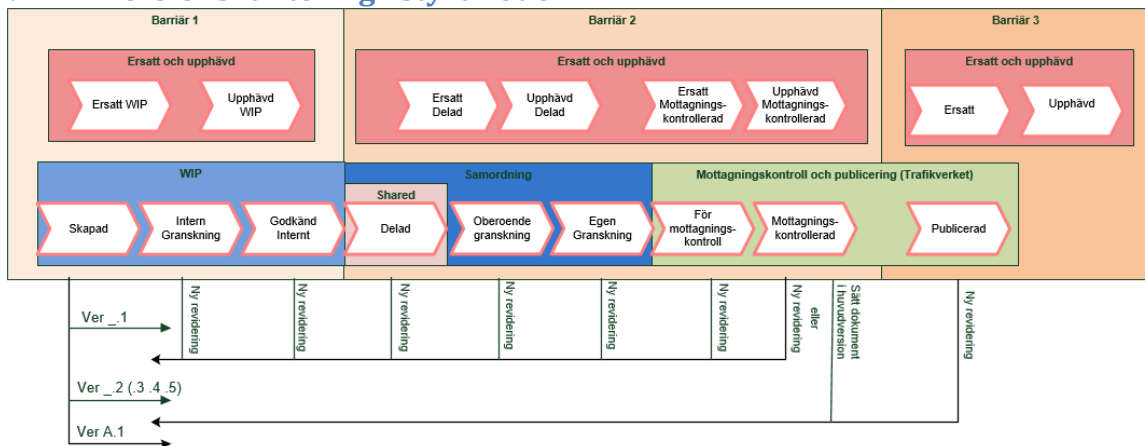 Barriär 1
Barriär 2
Barriär 3
Ersatt och upphävd
Ersatt och upphävd
Ersatt och upphävd
Ersatt WIP
Upphävd
WIP
Ersatt
Delad
Upphävd
Delad
Ersatt
Mottagnings-
kontrollerad
Upphävd
Mottagnings-
kontrollerad
Ersatt
Upphävd
WIP
Samordning
Mottagningskontroll och publicering (Trafikverket)
Shared
Skapad
Intern
Granskning
Godkänd
Internt
Delad
Oberoende
granskning
Egen
Granskning
För
mottagnings-
kontroll
Mottagnings-
kontrollerad
Publicerad
Ny revidering
Ny revidering
Ny revidering
Ny revidering
Ny revidering
Ny revidering
Ny revidering
eller
Sätt dokument
i huvudversion
Ny revidering
Ver _.1
Ver _.2 (.3 .4 .5)
Ver A.1